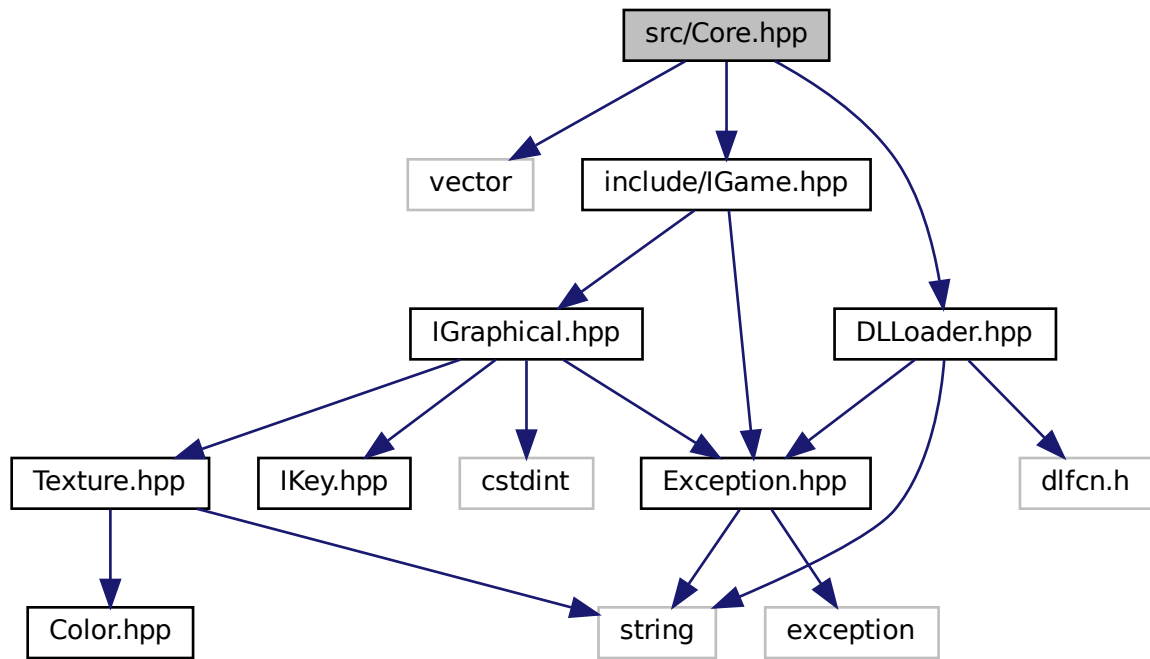 src/Core.hpp
vector
include/IGame.hpp
IGraphical.hpp
DLLoader.hpp
Texture.hpp
IKey.hpp
cstdint
Exception.hpp
dlfcn.h
Color.hpp
string
exception